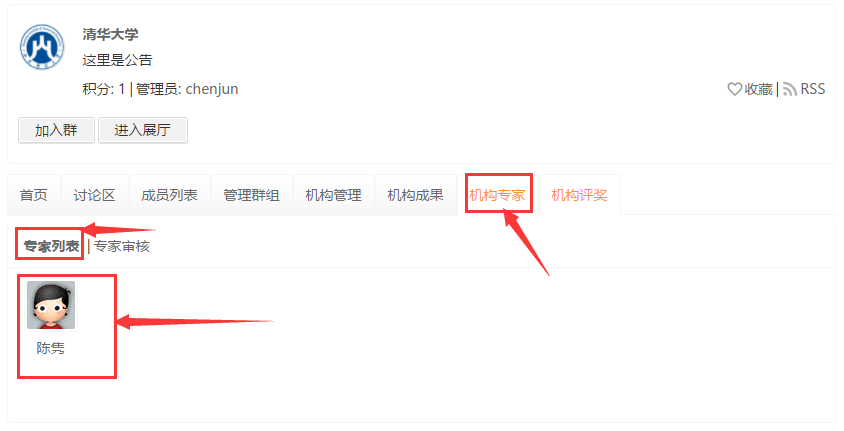 清华大学
这里是公告
积分: 1 | 管理员: chenjun
收藏 | RSS
加入群 进入展厅
首页 讨论区 成员列表 管理群组 机构管理 机构成果 机构专家 机构评奖
专家列表 | 专家审核
陈隽